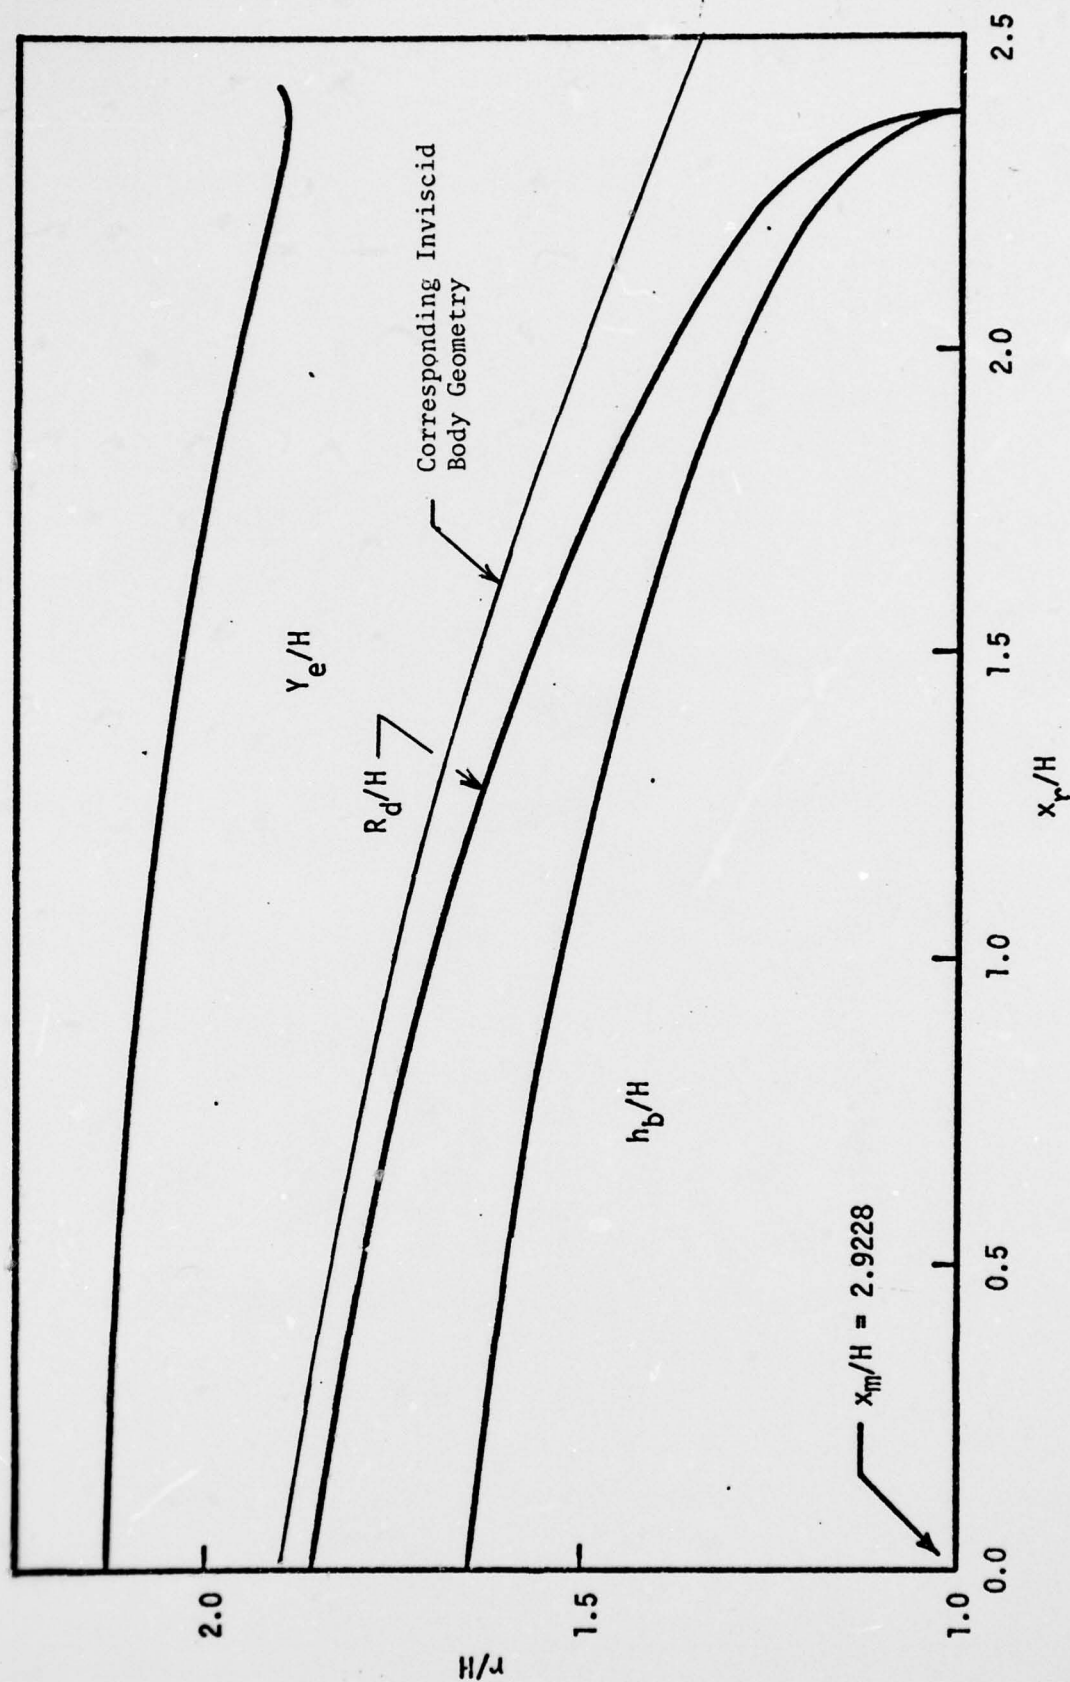 Corresponding Inviscid
Body Geometry
Y_e/H
R_d/H
h_b/H
x_m/H = 2.9228
r/H
2.0
1.5
1.0
0.0
0.5
1.0
1.5
2.0
2.5
x_r/H